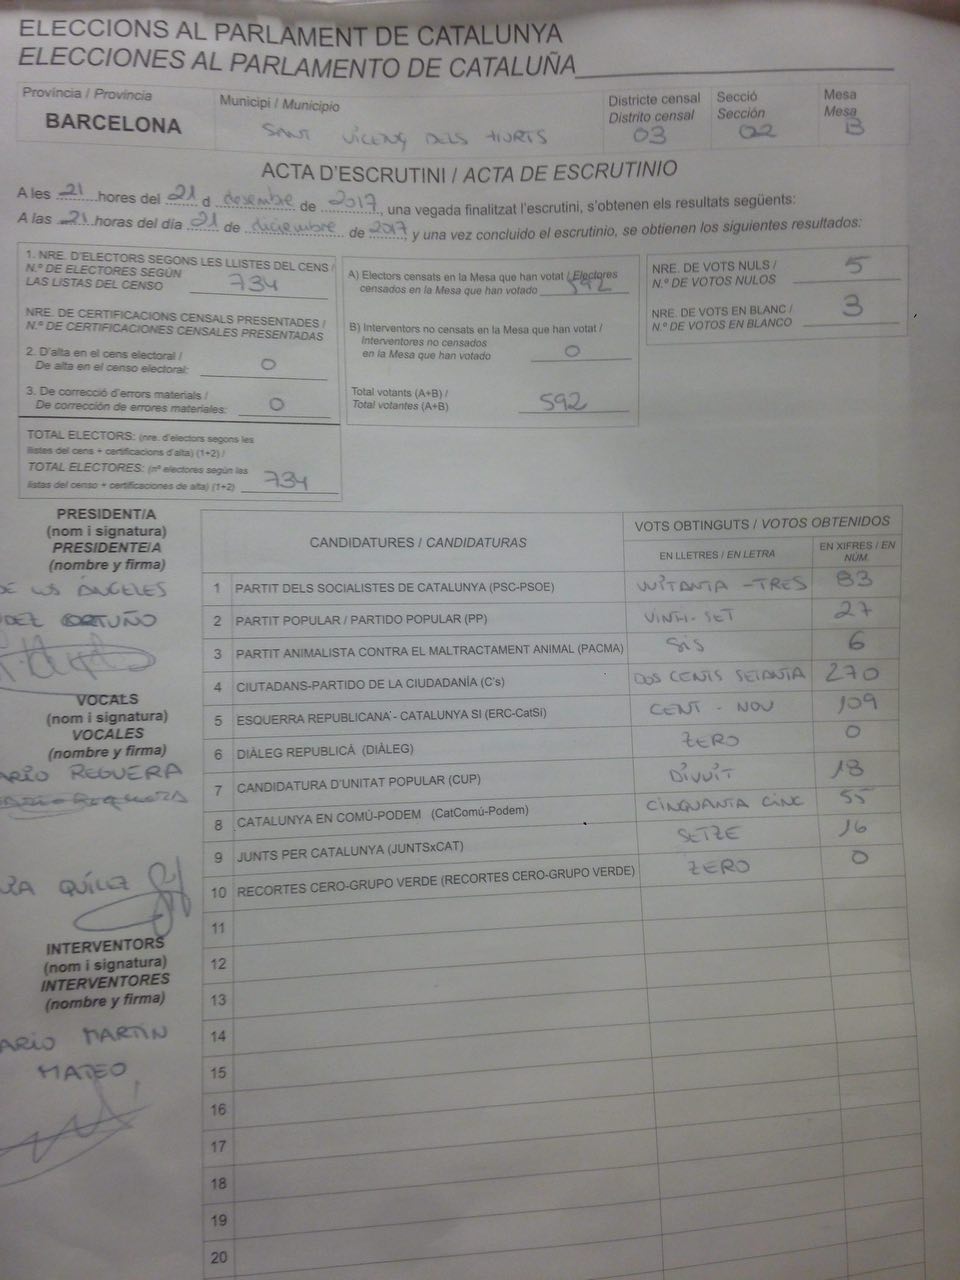 ELECCIONS AL PARLAMENT DE CATALUNYA
ELECCIONES AL PARLAMENTO DE CATALUÑA
Província / Provincia
BARCELONA
Municipi / Municipio
SANT VICENÇ DELS HORTS
Districte censal
Distrito censal
03
Secció
Sección
02
Mesa
Mesa
B
ACTA D'ESCRUTINI / ACTA DE ESCRUTINIO
A les 21 hores del 21 d desembre de 2017, una vegada finalitzat l'escrutini, s'obtenen els resultats següents:
A las 21 horas del día 21 de diciembre de 2017, y una vez concluido el escrutinio, se obtienen los siguientes resultados:
1. NRE. D'ELECTORS SEGONS LES LLISTES DEL CENS /
N.º DE ELECTORES SEGÚN
LAS LISTAS DEL CENSO 734
NRE. DE CERTIFICACIONS CENSALS PRESENTADES /
N.º DE CERTIFICACIONES CENSALES PRESENTADAS
2. D'alta en el cens electoral /
De alta en el censo electoral: 0
3. De correcció d'errors materials /
De corrección de errores materiales: 0
TOTAL ELECTORS: (nre. d'electors segons les
llistes del cens + certificacions d'alta) (1+2) /
TOTAL ELECTORES: (nº electores según las
listas del censo + certificaciones de alta) (1+2) 734
A) Electors censats en la Mesa que han votat / Electores
censados en la Mesa que han votado 592
B) Interventors no censats en la Mesa que han votat /
Interventores no censados
en la Mesa que han votado 0
Total votants (A+B) /
Total votantes (A+B) 592
NRE. DE VOTS NULS /
N.º DE VOTOS NULOS 5
NRE. DE VOTS EN BLANC /
N.º DE VOTOS EN BLANCO 3
PRESIDENT/A
(nom i signatura)
PRESIDENTE/A
(nombre y firma)
DE LOS ÁNGELES
ORTUÑO
VOCALS
(nom i signatura)
VOCALES
(nombre y firma)
REGUERA
QUÍLEZ
INTERVENTORS
(nom i signatura)
INTERVENTORES
(nombre y firma)
MARTÍN
MATEO
CANDIDATURES / CANDIDATURAS
VOTS OBTINGUTS / VOTOS OBTENIDOS
EN LLETRES / EN LETRA
EN XIFRES / EN NÚM.
1 PARTIT DELS SOCIALISTES DE CATALUNYA (PSC-PSOE) VUITANTA-TRES 83
2 PARTIT POPULAR / PARTIDO POPULAR (PP) VINT-I-SET 27
3 PARTIT ANIMALISTA CONTRA EL MALTRACTAMENT ANIMAL (PACMA) SIS 6
4 CIUTADANS-PARTIDO DE LA CIUDADANÍA (C's) DOS CENTS SETANTA 270
5 ESQUERRA REPUBLICANA - CATALUNYA SI (ERC-CatSí) CENT - NOU 109
6 DIÀLEG REPUBLICÀ (DIÀLEG) ZERO 0
7 CANDIDATURA D'UNITAT POPULAR (CUP) DIVUIT 18
8 CATALUNYA EN COMÚ-PODEM (CatComú-Podem) CINQUANTA CINC 55
9 JUNTS PER CATALUNYA (JUNTSxCAT) SETZE 16
10 RECORTES CERO-GRUPO VERDE (RECORTES CERO-GRUPO VERDE) ZERO 0
11
12
13
14
15
16
17
18
19
20